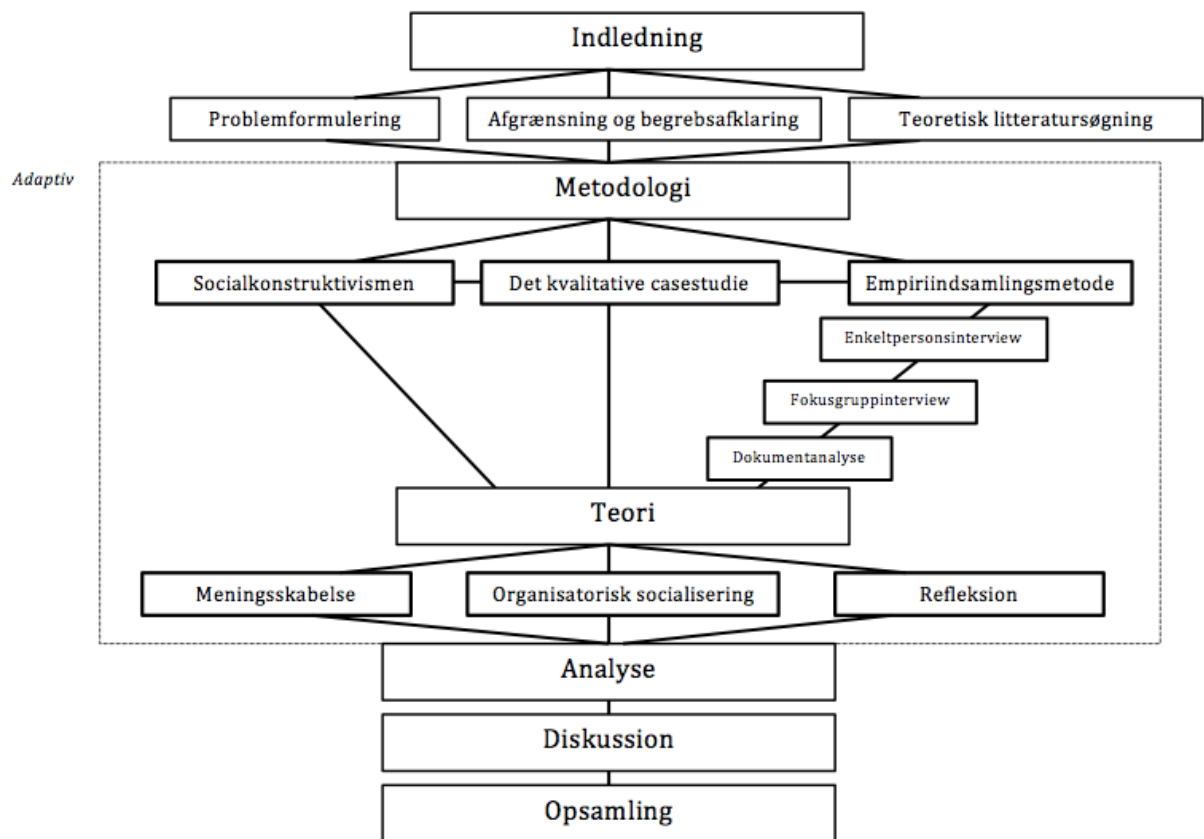 Indledning
Problemformulering
Afgrænsning og begrebsafklaring
Teoretisk litteratursøgning
Adaptiv
Metodologi
Socialkonstruktivismen
Det kvalitative casestudie
Empiriindsamlingsmetode
Enkeltpersonsinterview
Fokusgruppinterview
Dokumentanalyse
Teori
Meningsskabelse
Organisatorisk socialisering
Refleksion
Analyse
Diskussion
Opsamling